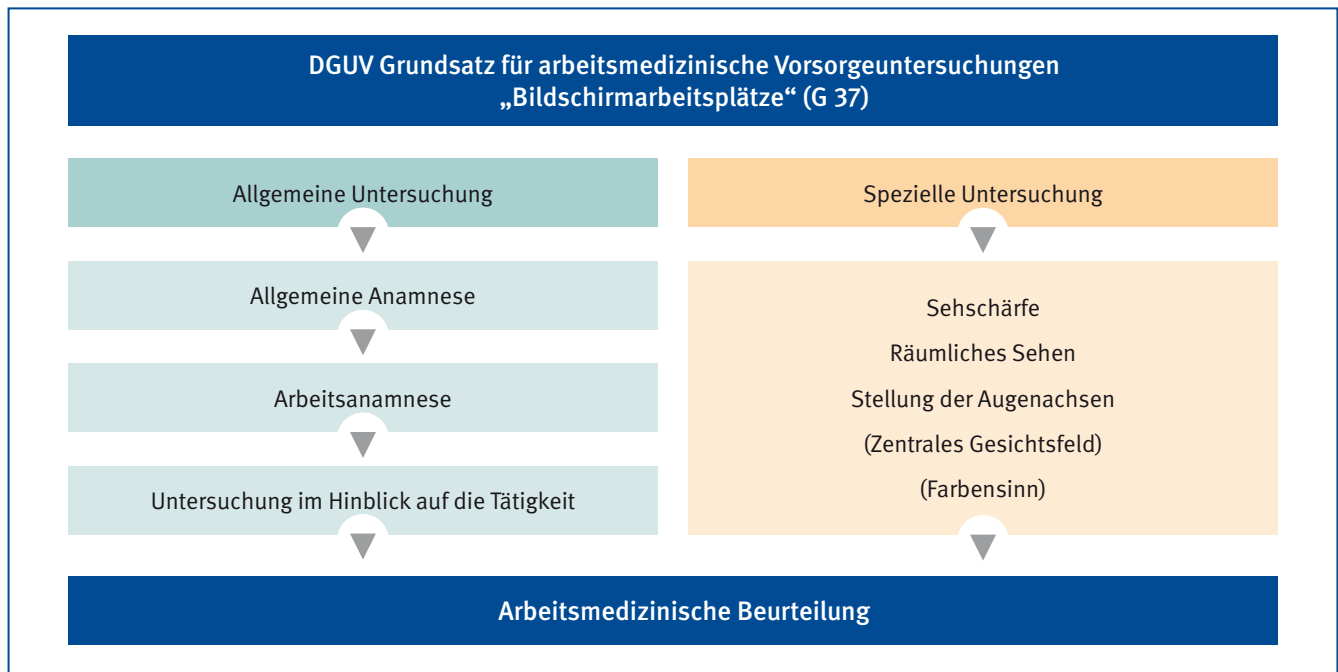 DGUV Grundsatz für arbeitsmedizinische Vorsorgeuntersuchungen
„Bildschirmarbeitsplätze“ (G 37)
Allgemeine Untersuchung
Allgemeine Anamnese
Arbeitsanamnese
Untersuchung im Hinblick auf die Tätigkeit
Spezielle Untersuchung
Sehschärfe
Räumliches Sehen
Stellung der Augenachsen
(Zentrales Gesichtsfeld)
(Farbensinn)
Arbeitsmedizinische Beurteilung